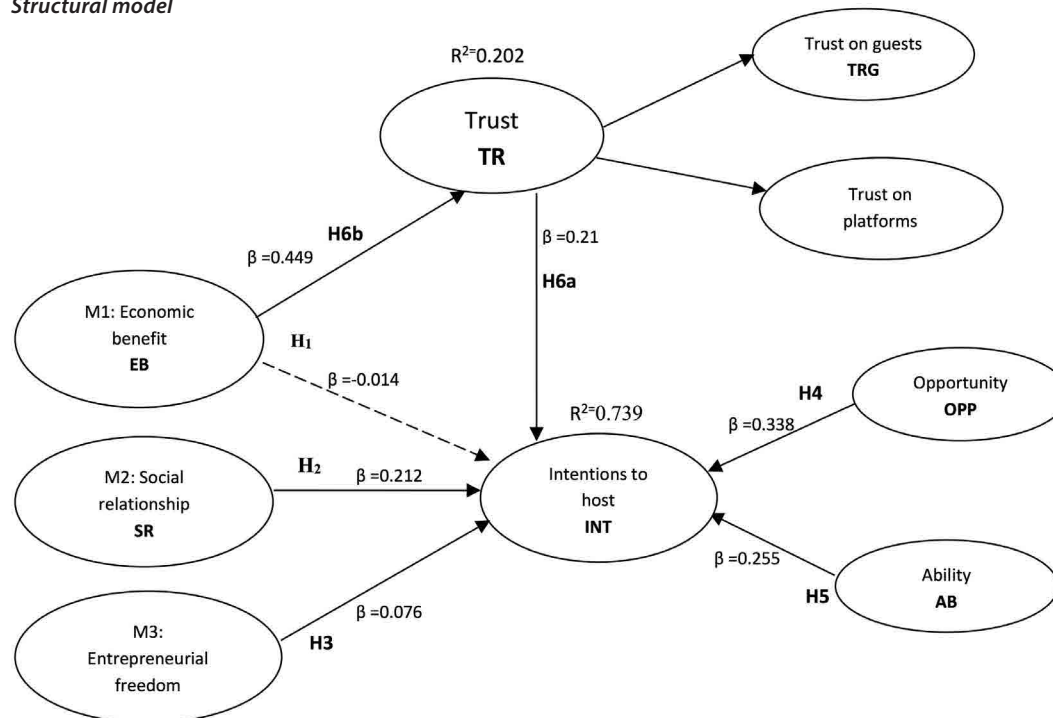 Structural model
R²=0.202
Trust
TR
Trust on guests
TRG
Trust on
platforms
H6b
β =0.449
β =0.21
H6a
M1: Economic
benefit
EB
H₁
β =-0.014
R²=0.739
Opportunity
OPP
H4
β =0.338
M2: Social
relationship
SR
H₂
β =0.212
Intentions to
host
INT
β =0.255
H5
Ability
AB
M3:
Entrepreneurial
freedom
β =0.076
H3